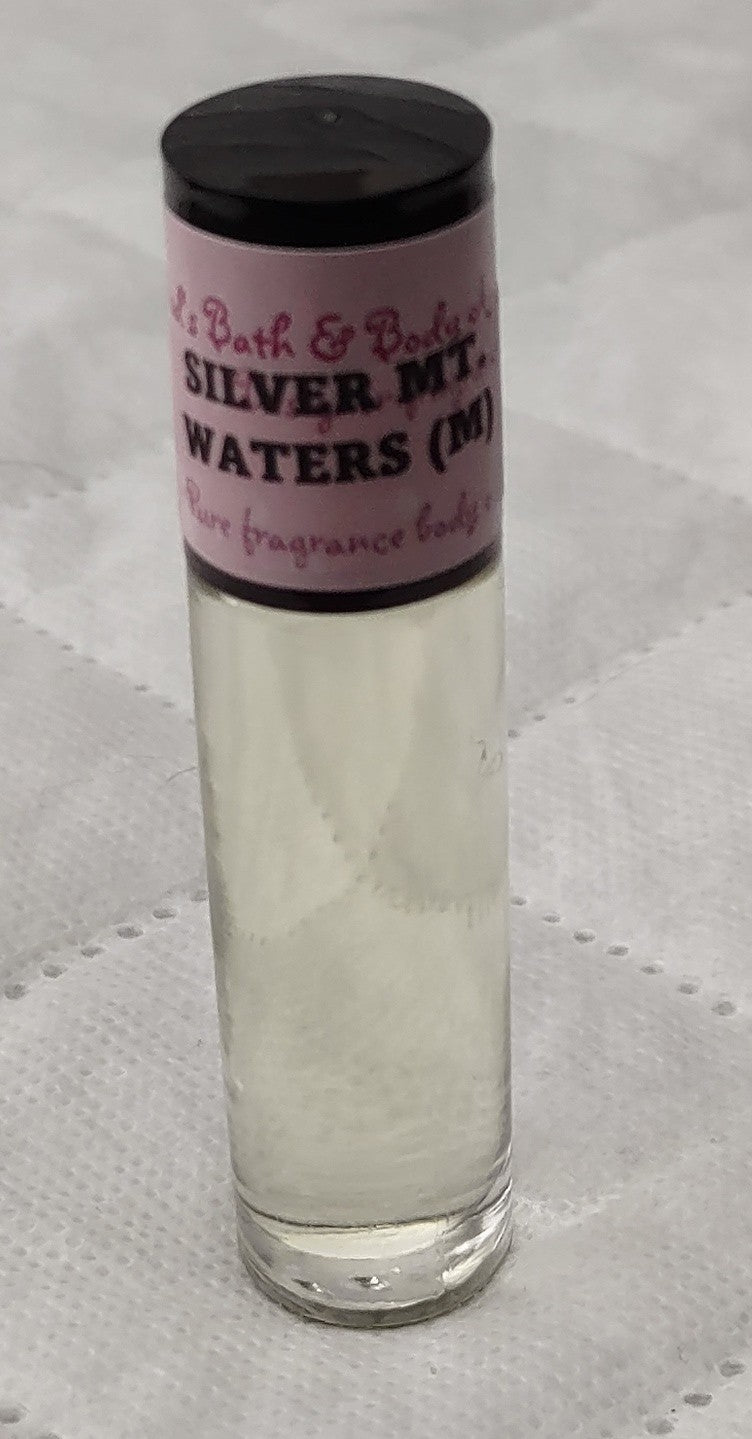 Bath & Body
SILVER MT.
WATERS (M)
Pure fragrance body